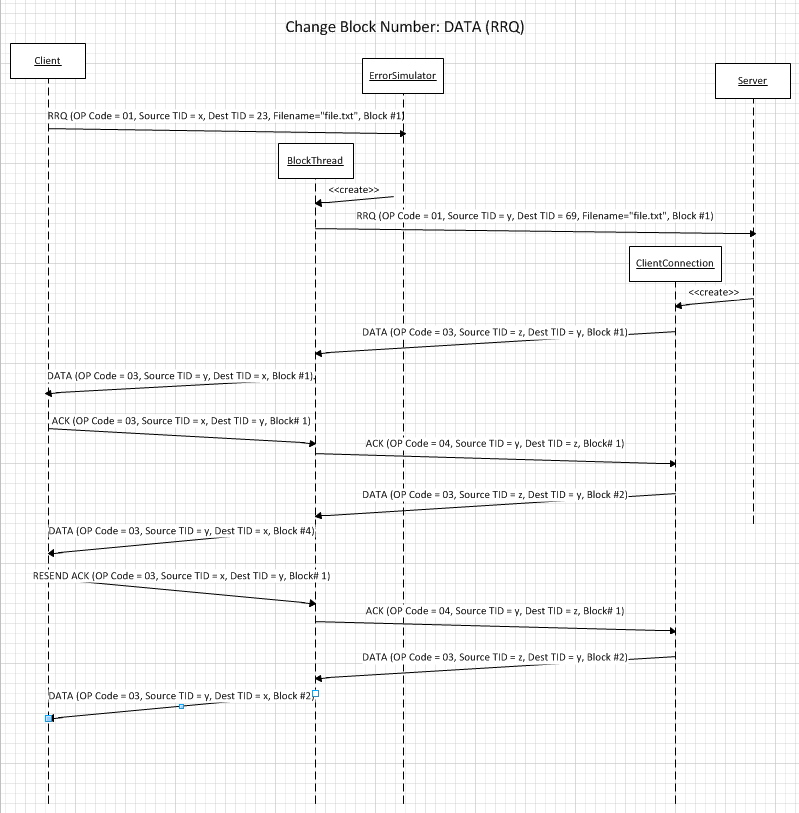 Change Block Number: DATA (RRQ)
Client
ErrorSimulator
Server
RRQ (OP Code = 01, Source TID = x, Dest TID = 23, Filename="file.txt", Block #1)
BlockThread
<<create>>
RRQ (OP Code = 01, Source TID = y, Dest TID = 69, Filename="file.txt", Block #1)
ClientConnection
<<create>>
DATA (OP Code = 03, Source TID = z, Dest TID = y, Block #1)
DATA (OP Code = 03, Source TID = y, Dest TID = x, Block #1)
ACK (OP Code = 03, Source TID = x, Dest TID = y, Block# 1)
ACK (OP Code = 04, Source TID = y, Dest TID = z, Block# 1)
DATA (OP Code = 03, Source TID = z, Dest TID = y, Block #2)
DATA (OP Code = 03, Source TID = y, Dest TID = x, Block #4)
RESEND ACK (OP Code = 03, Source TID = x, Dest TID = y, Block# 1)
ACK (OP Code = 04, Source TID = y, Dest TID = z, Block# 1)
DATA (OP Code = 03, Source TID = z, Dest TID = y, Block #2)
DATA (OP Code = 03, Source TID = y, Dest TID = x, Block #2)